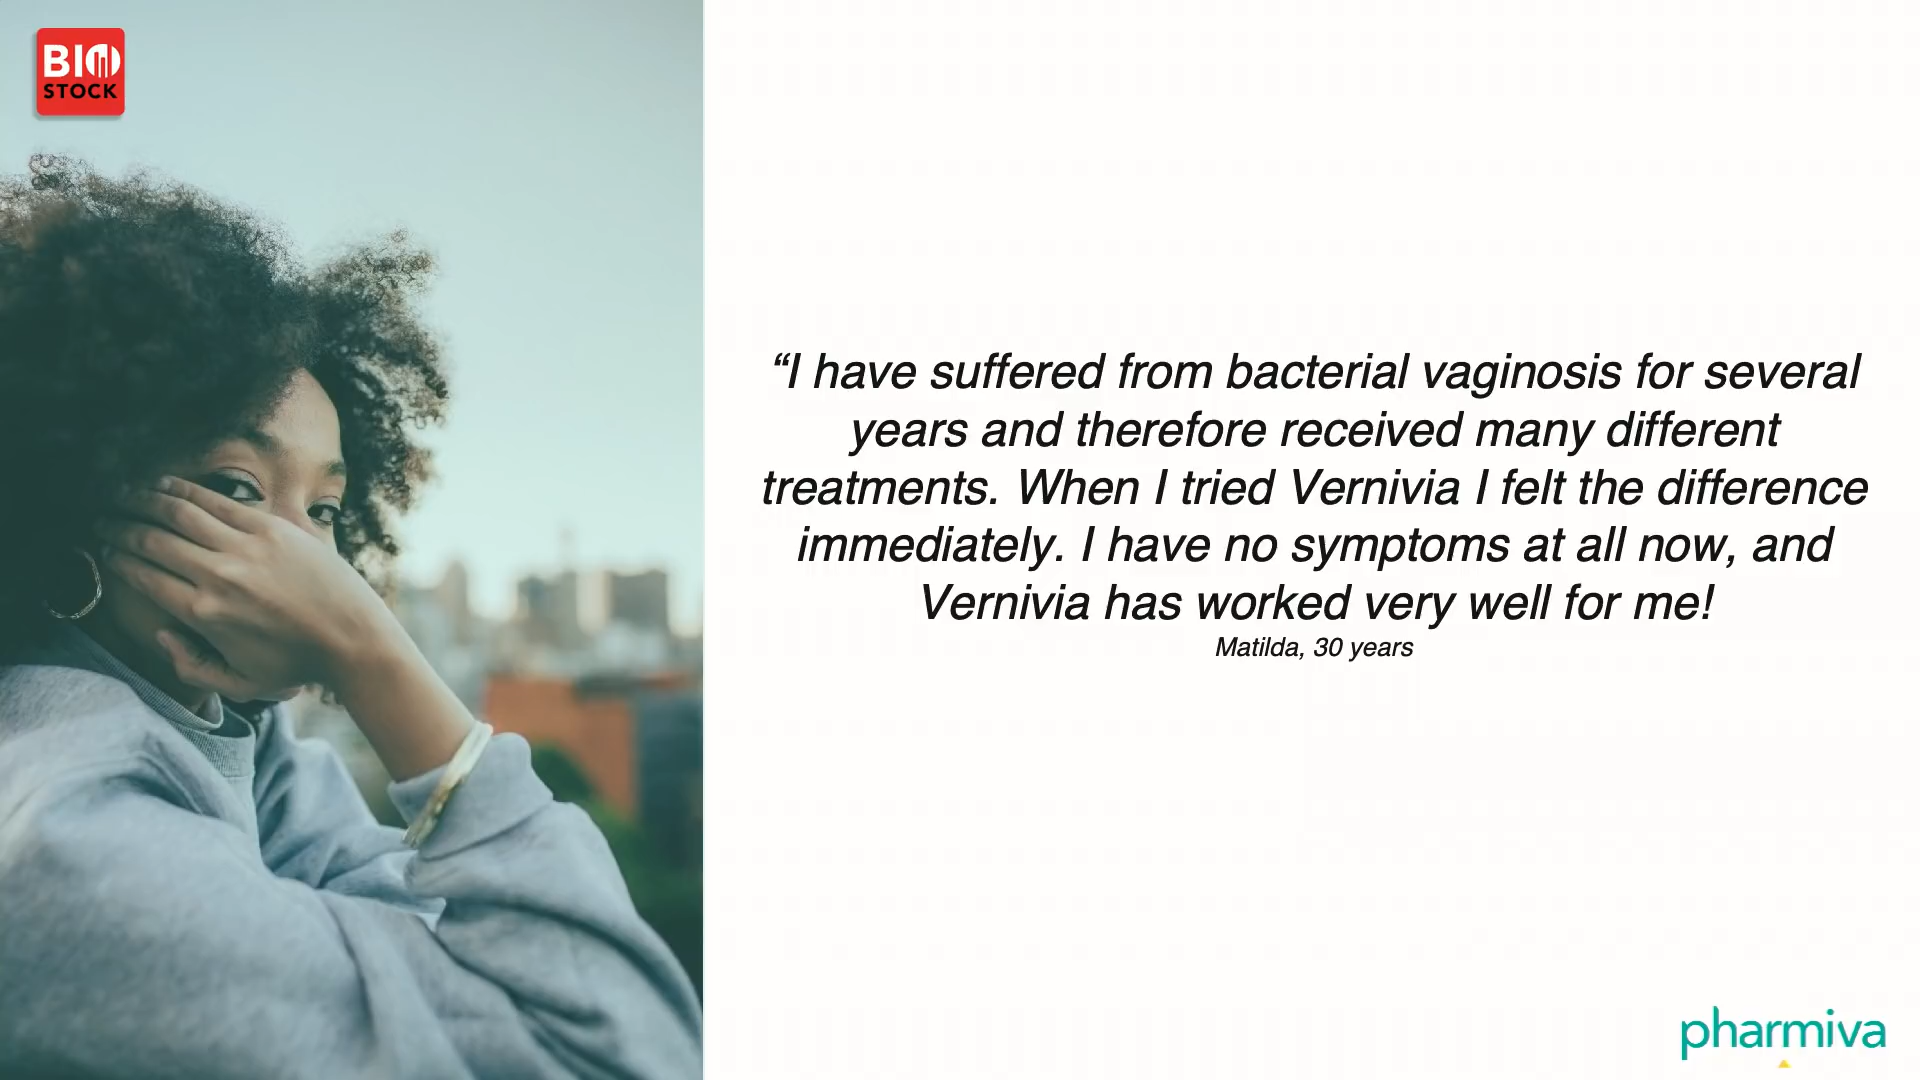 BIO
STOCK
“I have suffered from bacterial vaginosis for several
years and therefore received many different
treatments. When I tried Vernivia I felt the difference
immediately. I have no symptoms at all now, and
Vernivia has worked very well for me!
Matilda, 30 years
pharmiva